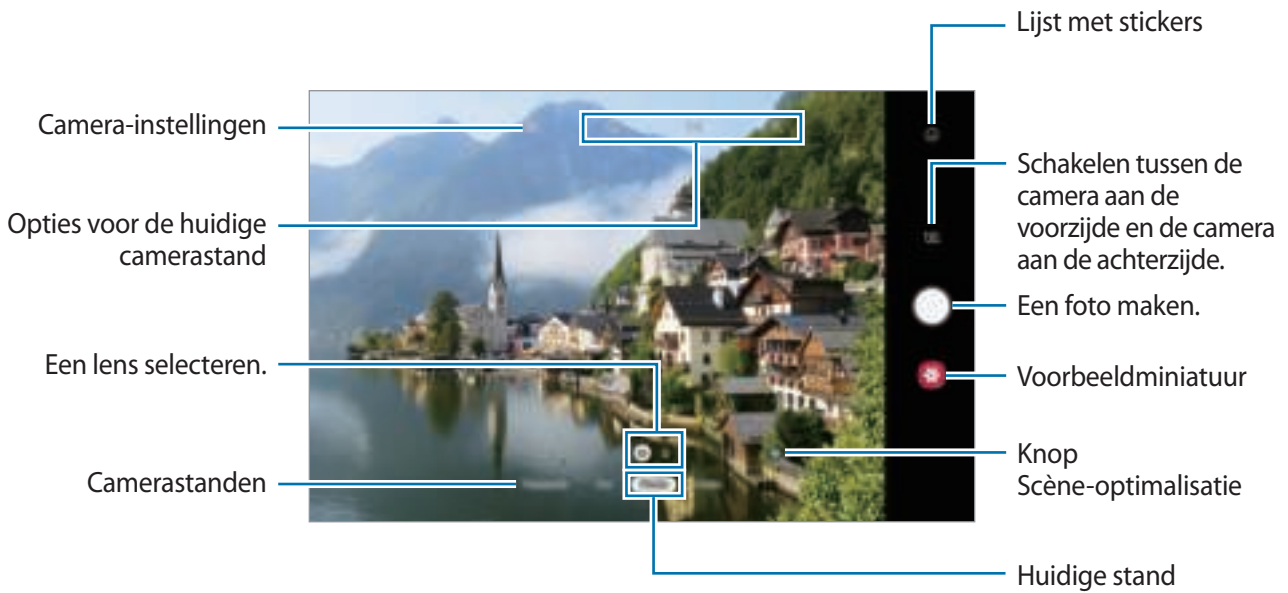 Lijst met stickers
Camera-instellingen
Schakelen tussen de
camera aan de
voorzijde en de camera
aan de achterzijde.
Opties voor de huidige
camerastand
Een foto maken.
Een lens selecteren.
Voorbeeldminiatuur
Knop
Scène-optimalisatie
Camerastanden
Huidige stand